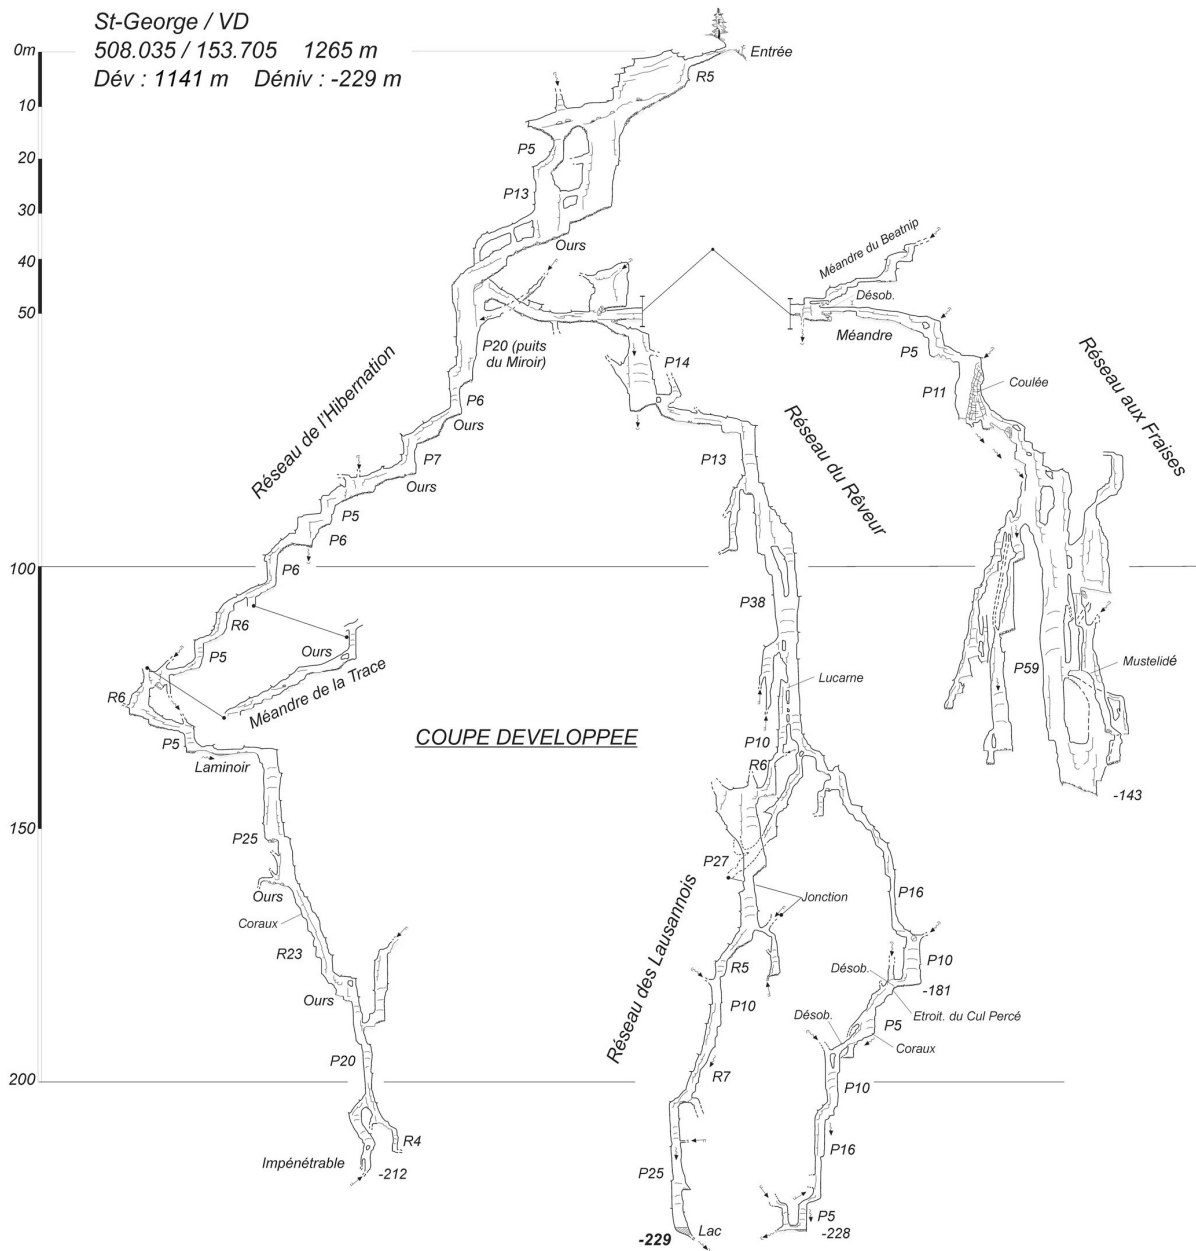 St-George / VD
508.035 / 153.705 1265 m
Dév : 1141 m Déniv : -229 m
0m
10
20
30
40
50
100
150
200
Entrée
R5
P5
P13
Ours
P20 (puits
du Miroir)
P6
Ours
P7
Ours
P5
P6
P6
R6
P5
Réseau de l'Hibernation
Ours
Méandre de la Trace
R6
P5
Laminoir
P25
Ours
Coraux
R23
Ours
P20
R4
Impénétrable
-212
COUPE DEVELOPPEE
P14
P13
Réseau du Rêveur
P38
Lucarne
P10
R6
P27
Jonction
Réseau des Lausannois
R5
P10
R7
P25
Lac
-229
P16
P10
Désob.
-181
Etroit. du Cul Percé
Désob.
P5
Coraux
P10
P16
P5
-228
Méandre du Beatnip
Désob.
Méandre
P5
P11
Coulée
Réseau aux Fraises
P59
Mustelidé
-143